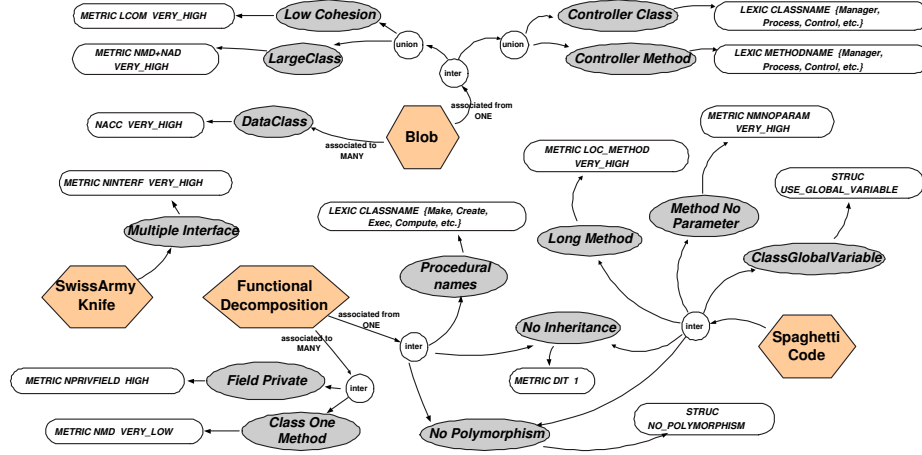 METRIC LCOM VERY_HIGH
Low Cohesion
Controller Class
LEXIC CLASSNAME {Manager,
Process, Control, etc.}
union
union
METRIC NMD+NAD
VERY_HIGH
LargeClass
Controller Method
LEXIC METHODNAME {Manager,
Process, Control, etc.}
inter
associated from
ONE
NACC VERY_HIGH
DataClass
Blob
associated to
MANY
METRIC NMNOPARAM
VERY_HIGH
METRIC LOC_METHOD
VERY_HIGH
METRIC NINTERF VERY_HIGH
STRUC
USE_GLOBAL_VARIABLE
LEXIC CLASSNAME {Make, Create,
Exec, Compute, etc.}
Multiple Interface
Long Method
Method No
Parameter
ClassGlobalVariable
SwissArmy
Knife
Functional
Decomposition
Procedural
names
associated from
ONE
No Inheritance
inter
associated to
MANY
inter
Spaghetti
Code
METRIC NPRIVFIELD HIGH
Field Private
inter
METRIC DIT 1
METRIC NMD VERY_LOW
Class One
Method
No Polymorphism
STRUC
NO_POLYMORPHISM